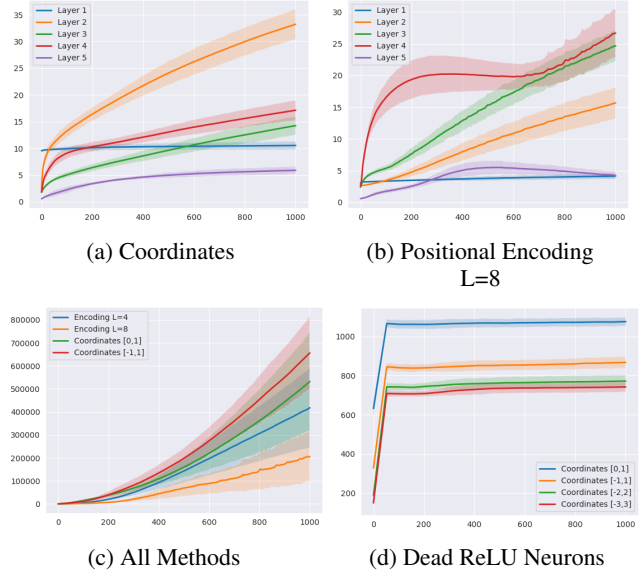 Layer 1
Layer 2
Layer 3
Layer 4
Layer 5
35
30
25
20
15
10
5
0
0 200 400 600 800 1000
(a) Coordinates
Layer 1
Layer 2
Layer 3
Layer 4
Layer 5
30
25
20
15
10
5
0
0 200 400 600 800 1000
(b) Positional Encoding
L=8
Encoding L=4
Encoding L=8
Coordinates [0,1]
Coordinates [-1,1]
800000
700000
600000
500000
400000
300000
200000
100000
0
0 200 400 600 800 1000
(c) All Methods
1000
800
600
400
200
Coordinates [0,1]
Coordinates [-1,1]
Coordinates [-2,2]
Coordinates [-3,3]
0 200 400 600 800 1000
(d) Dead ReLU Neurons